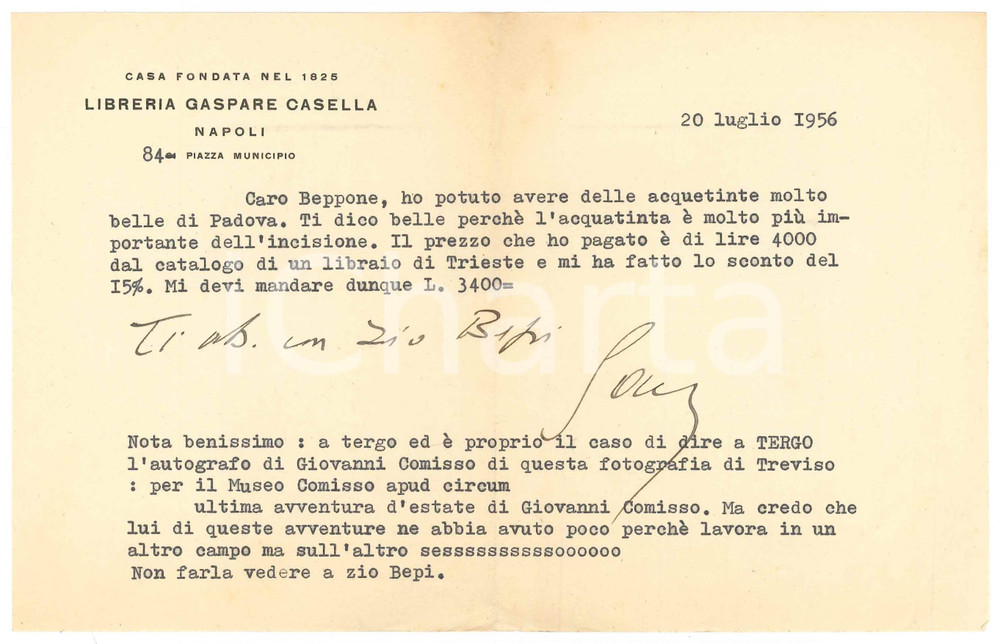 CASA FONDATA NEL 1825
LIBRERIA GASPARE CASELLA
NAPOLI
84 PIAZZA MUNICIPIO
20 luglio I956
Caro Beppone, ho potuto avere delle acquetinte molto
belle di Padova. Ti dico belle perchè l'acquatinta è molto più im-
portante dell'incisione. Il prezzo che ho pagato è di lire 4000
dal catalogo di un libraio di Trieste e mi ha fatto lo sconto del
I5%. Mi devi mandare dunque L. 3400=
Ti ab. con zio Bepi
Nota benissimo : a tergo ed è proprio il caso di dire a TERGO
l'autografo di Giovanni Comisso di questa fotografia di Treviso
: per il Museo Comisso apud circum
ultima avventura d'estate di Giovanni Comisso. Ma credo che
lui di queste avventure ne abbia avuto poco perchè lavora in un
altro campo ma sull'altro sesssssssssssoooooo
Non farla vedere a zio Bepi.